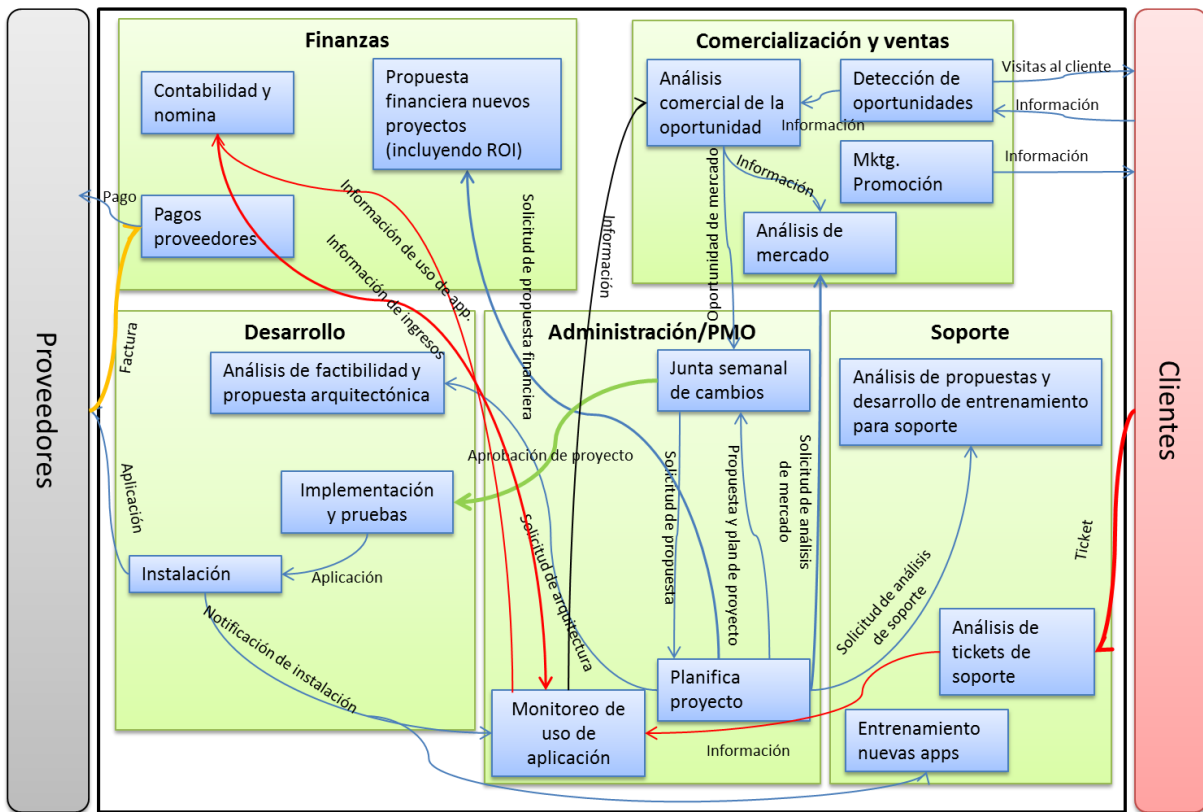 Proveedores
Finanzas
Contabilidad y
nomina
Propuesta
financiera nuevos
proyectos
(incluyendo ROI)
Pago
Pagos
proveedores
Información de uso de app.
Información de ingresos
Solicitud de propuesta financiera
Información
Comercialización y ventas
Análisis
comercial de la
oportunidad
Detección de
oportunidades
Visitas al cliente
Información
Información
Información
Mktg.
Promoción
Información
Oportunidad de mercado
Análisis de
mercado
Factura
Aplicación
Desarrollo
Análisis de factibilidad y
propuesta arquitectónica
Aprobación de proyecto
Implementación
y pruebas
Instalación
Aplicación
Notificación de instalación
Solicitud de arquitectura
Administración/PMO
Junta semanal
de cambios
Solicitud de propuesta
Propuesta y plan de
proyecto
Solicitud de análisis
de mercado
Planifica
proyecto
Monitoreo de
uso de
aplicación
Información
Soporte
Análisis de propuestas y
desarrollo de entrenamiento
para soporte
Solicitud de análisis
de soporte
Ticket
Análisis de
tickets de
soporte
Entrenamiento
nuevas apps
Clientes